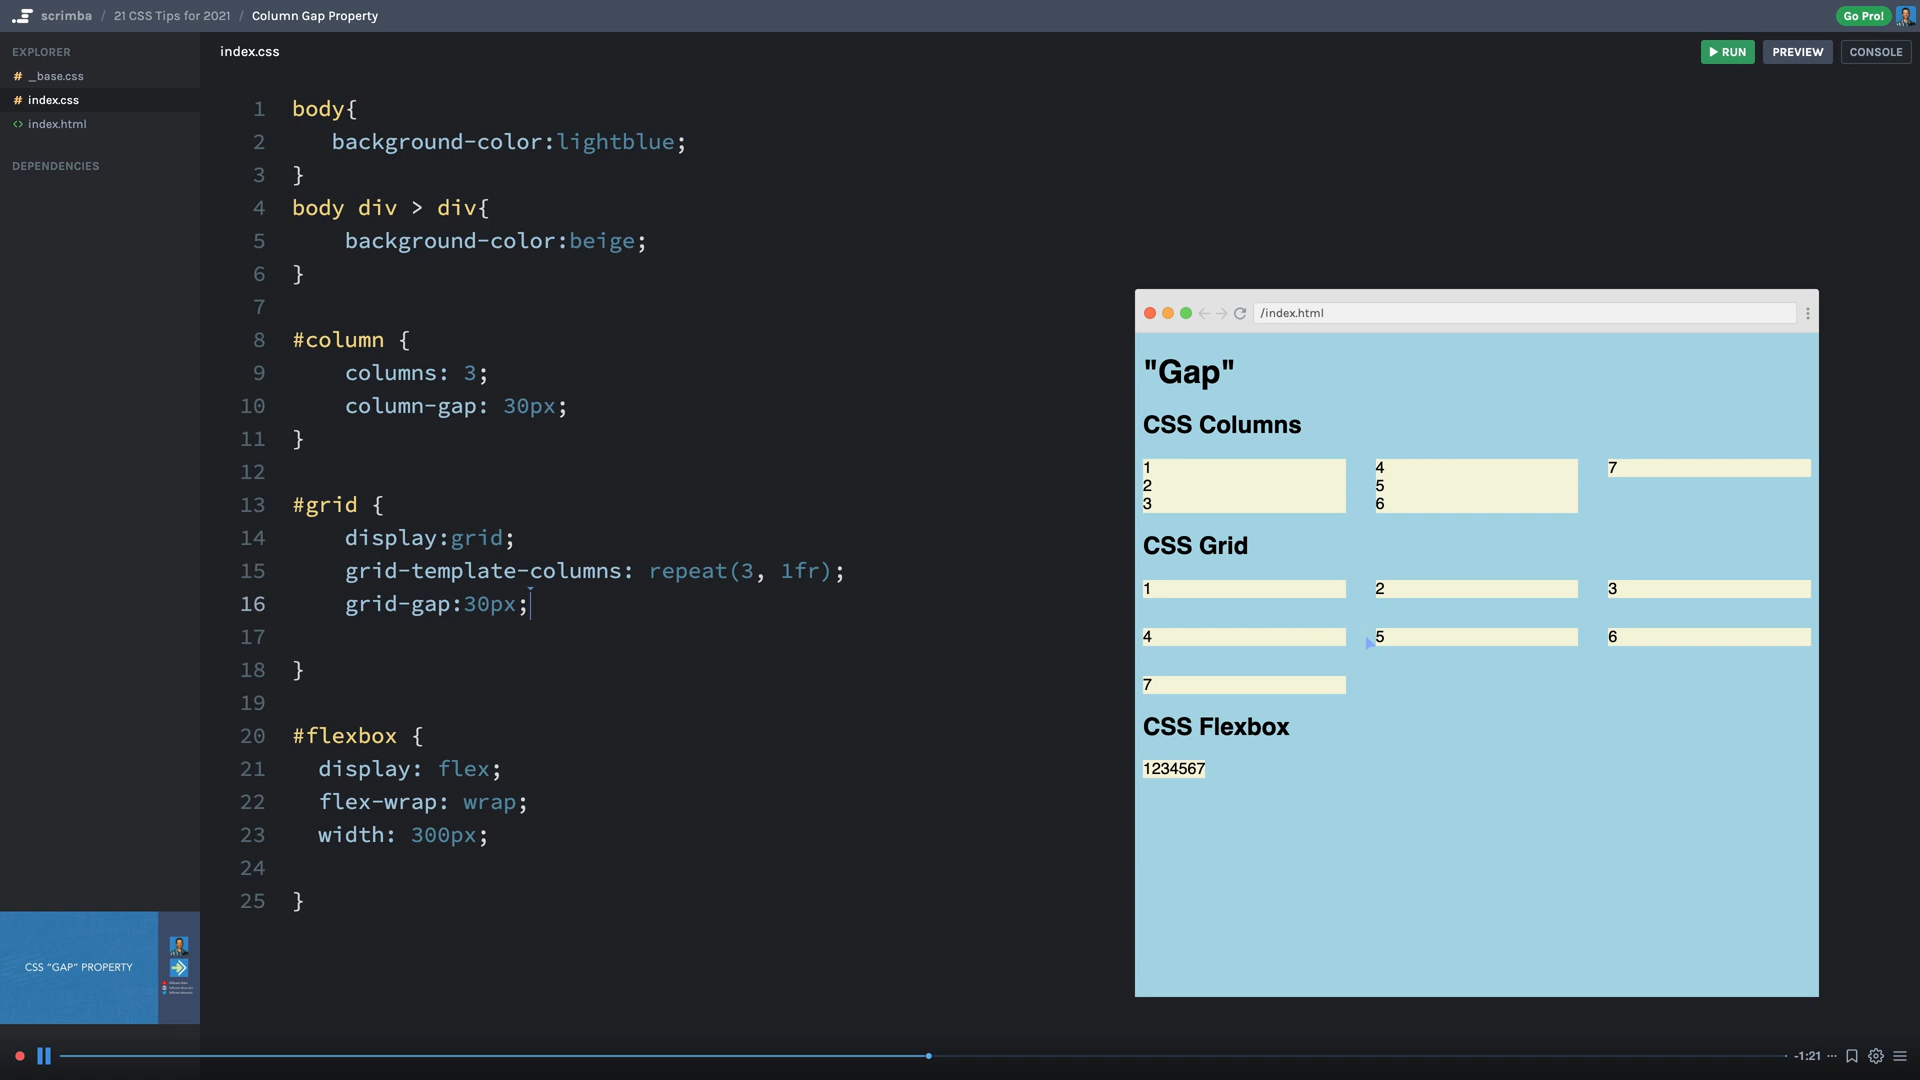 scrimba / 21 CSS Tips for 2021 / Column Gap Property
Go Pro!
EXPLORER
# _base.css
# index.css
<> index.html
DEPENDENCIES
index.css
RUN
PREVIEW
CONSOLE
1 body{
2 background-color:lightblue;
3 }
4 body div > div{
5 background-color:beige;
6 }
7
8 #column {
9 columns: 3;
10 column-gap: 30px;
11 }
12
13 #grid {
14 display:grid;
15 grid-template-columns: repeat(3, 1fr);
16 grid-gap:30px;
17
18 }
19
20 #flexbox {
21 display: flex;
22 flex-wrap: wrap;
23 width: 300px;
24
25 }
/index.html
"Gap"
CSS Columns
1 4 7
2 5
3 6
CSS Grid
1 2 3
4 5 6
7
CSS Flexbox
1234567
CSS "GAP" PROPERTY
-1:21